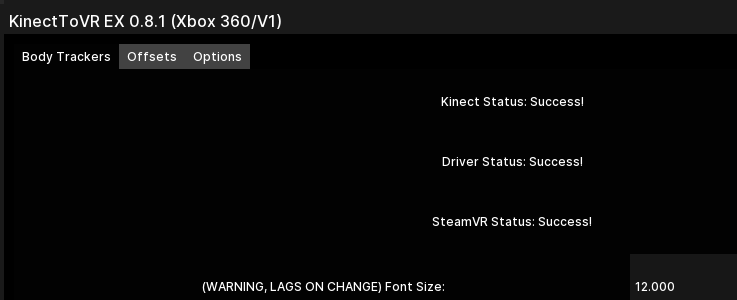 KinectToVR EX 0.8.1 (Xbox 360/V1)
Body Trackers Offsets Options
Kinect Status: Success!
Driver Status: Success!
SteamVR Status: Success!
(WARNING, LAGS ON CHANGE) Font Size: 12.000